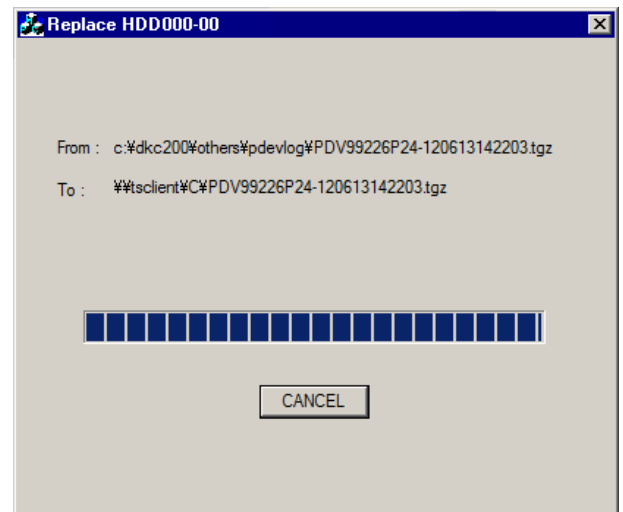 Replace HDD000-00
From : c:¥dkc200¥others¥pdevlog¥PDV99226P24-120613142203.tgz
To : ¥¥tsclient¥C¥PDV99226P24-120613142203.tgz
CANCEL